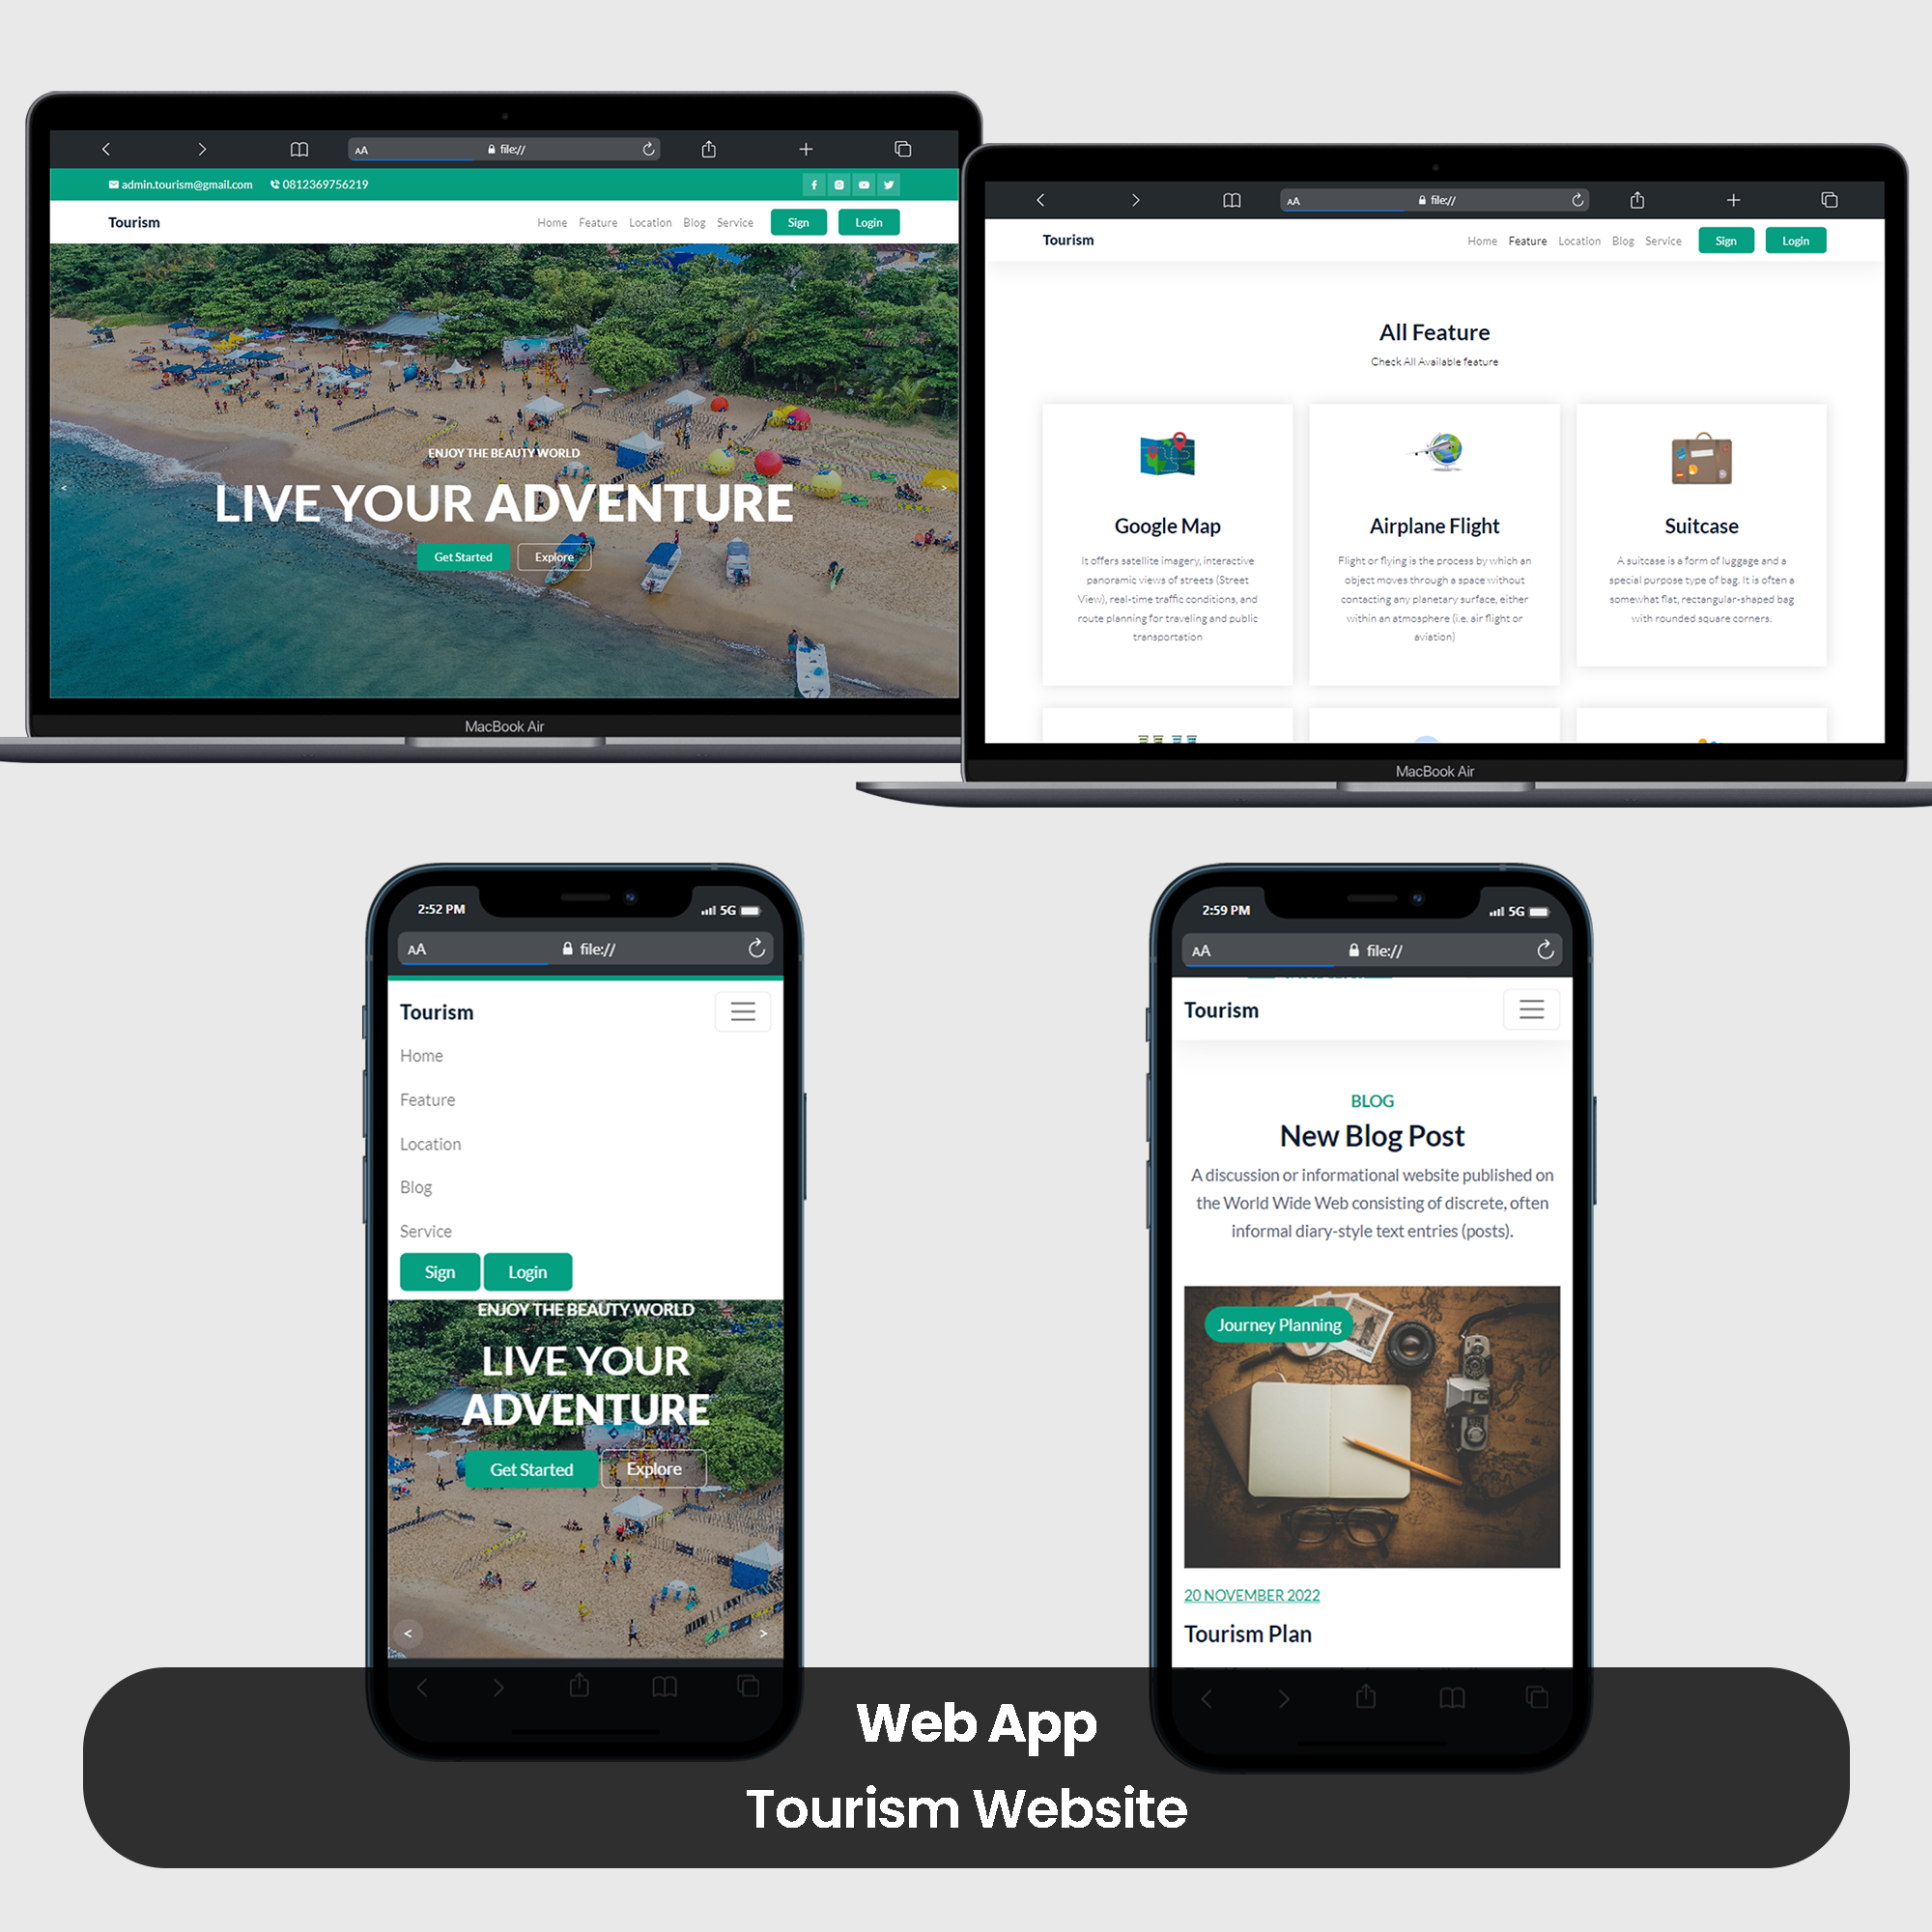 AA file://
admin.tourism@gmail.com 0812369756219
Tourism Home Feature Location Blog Service Sign Login
ENJOY THE BEAUTY WORLD
LIVE YOUR ADVENTURE
< >
Get Started Explore
MacBook Air
AA file://
Tourism Home Feature Location Blog Service Sign Login
All Feature
Check All Available feature
Google Map
It offers satellite imagery, interactive
panoramic views of streets (Street
View), real-time traffic conditions, and
route planning for traveling and public
transportation
Airplane Flight
Flight or flying is the process by which an
object moves through a space without
contacting any planetary surface, either
within an atmosphere (i.e. air flight or
aviation)
Suitcase
A suitcase is a form of luggage and a
special purpose type of bag. It is often a
somewhat flat, rectangular-shaped bag
with rounded square corners.
MacBook Air
2:52 PM 5G
AA file://
Tourism
Home
Feature
Location
Blog
Service
Sign Login
ENJOY THE BEAUTY WORLD
LIVE YOUR
ADVENTURE
Get Started Explore
< >
2:59 PM 5G
AA file://
Tourism
BLOG
New Blog Post
A discussion or informational website published on
the World Wide Web consisting of discrete, often
informal diary-style text entries (posts).
Journey Planning
20 NOVEMBER 2022
Tourism Plan
Web App
Tourism Website